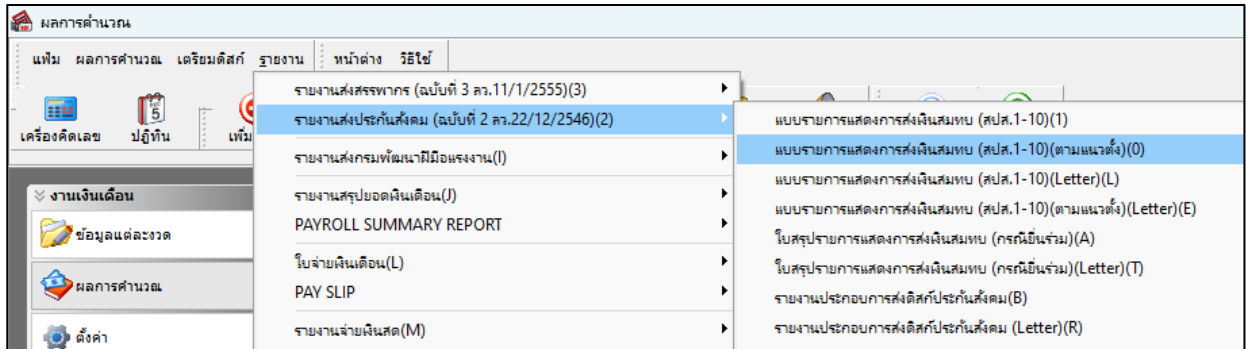 ผลการคำนวณ
แฟ้ม ผลการคำนวณ เตรียมดิสก์ รายงาน หน้าต่าง วิธีใช้
เครื่องคิดเลข ปฏิทิน เพิ่ม
งานเงินเดือน
ข้อมูลแต่ละงวด
ผลการคำนวณ
ตั้งค่า
รายงานส่งสรรพากร (ฉบับที่ 3 ลว.11/1/2555)(3)
รายงานส่งประกันสังคม (ฉบับที่ 2 ลว.22/12/2546)(2)
รายงานส่งกรมพัฒนาฝีมือแรงงาน(I)
รายงานสรุปยอดเงินเดือน(J)
PAYROLL SUMMARY REPORT
ใบจ่ายเงินเดือน(L)
PAY SLIP
รายงานจ่ายเงินสด(M)
แบบรายการแสดงการส่งเงินสมทบ (สปส.1-10)(1)
แบบรายการแสดงการส่งเงินสมทบ (สปส.1-10)(ตามแนวตั้ง)(0)
แบบรายการแสดงการส่งเงินสมทบ (สปส.1-10)(Letter)(L)
แบบรายการแสดงการส่งเงินสมทบ (สปส.1-10)(ตามแนวตั้ง)(Letter)(E)
ใบสรุปรายการแสดงการส่งเงินสมทบ (กรณียื่นร่วม)(A)
ใบสรุปรายการแสดงการส่งเงินสมทบ (กรณียื่นร่วม)(Letter)(T)
รายงานประกอบการส่งดิสก์ประกันสังคม(B)
รายงานประกอบการส่งดิสก์ประกันสังคม (Letter)(R)